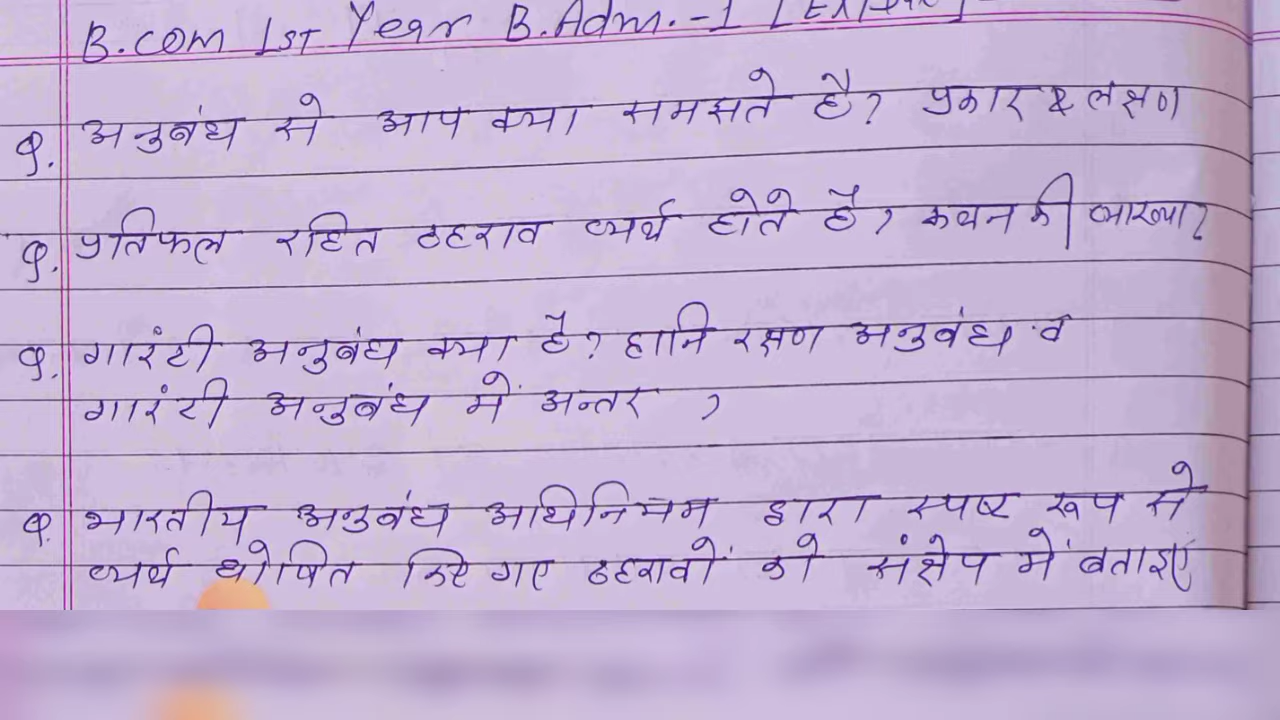 B.com 1st Year B.Adm.-1
Q. अनुबंध से आप क्या समझते है? प्रकार & लक्षण
Q. प्रतिफल रहित ठहराव व्यर्थ होते है? कथन की व्याख्या?
Q. गारंटी अनुबंध क्या है? हानि रक्षण अनुबंध व
गारंटी अनुबंध में अन्तर ?
Q. भारतीय अनुबंध अधिनियम द्वारा स्पष्ट रूप से
व्यर्थ घोषित किए गए ठहरावों को संक्षेप में बताइए